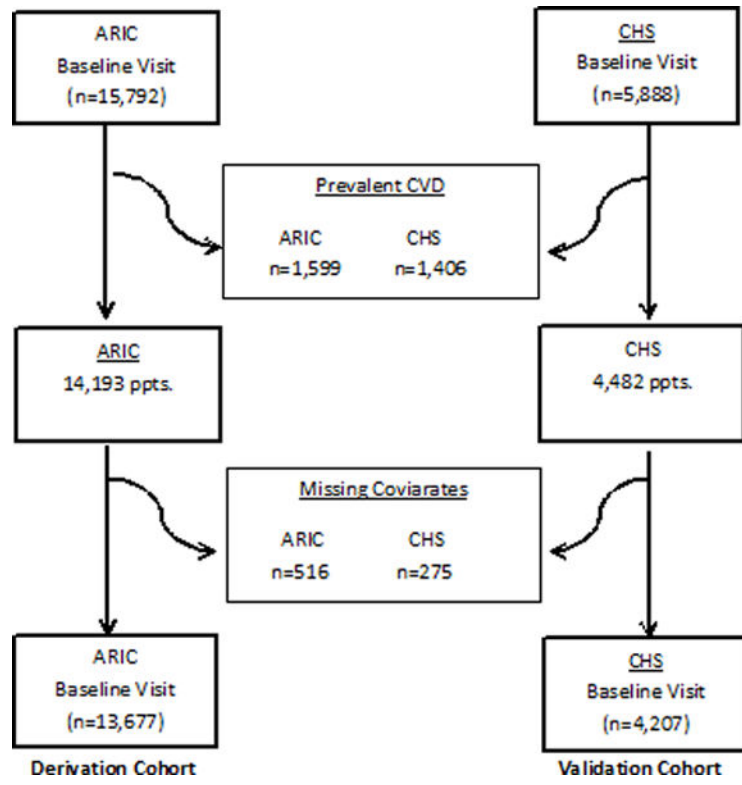 ARIC
Baseline Visit
(n=15,792)
CHS
Baseline Visit
(n=5,888)
Prevalent CVD
ARIC CHS
n=1,599 n=1,406
ARIC
14,193 ppts.
CHS
4,482 ppts.
Missing Coviarates
ARIC CHS
n=516 n=275
ARIC
Baseline Visit
(n=13,677)
CHS
Baseline Visit
(n=4,207)
Derivation Cohort
Validation Cohort